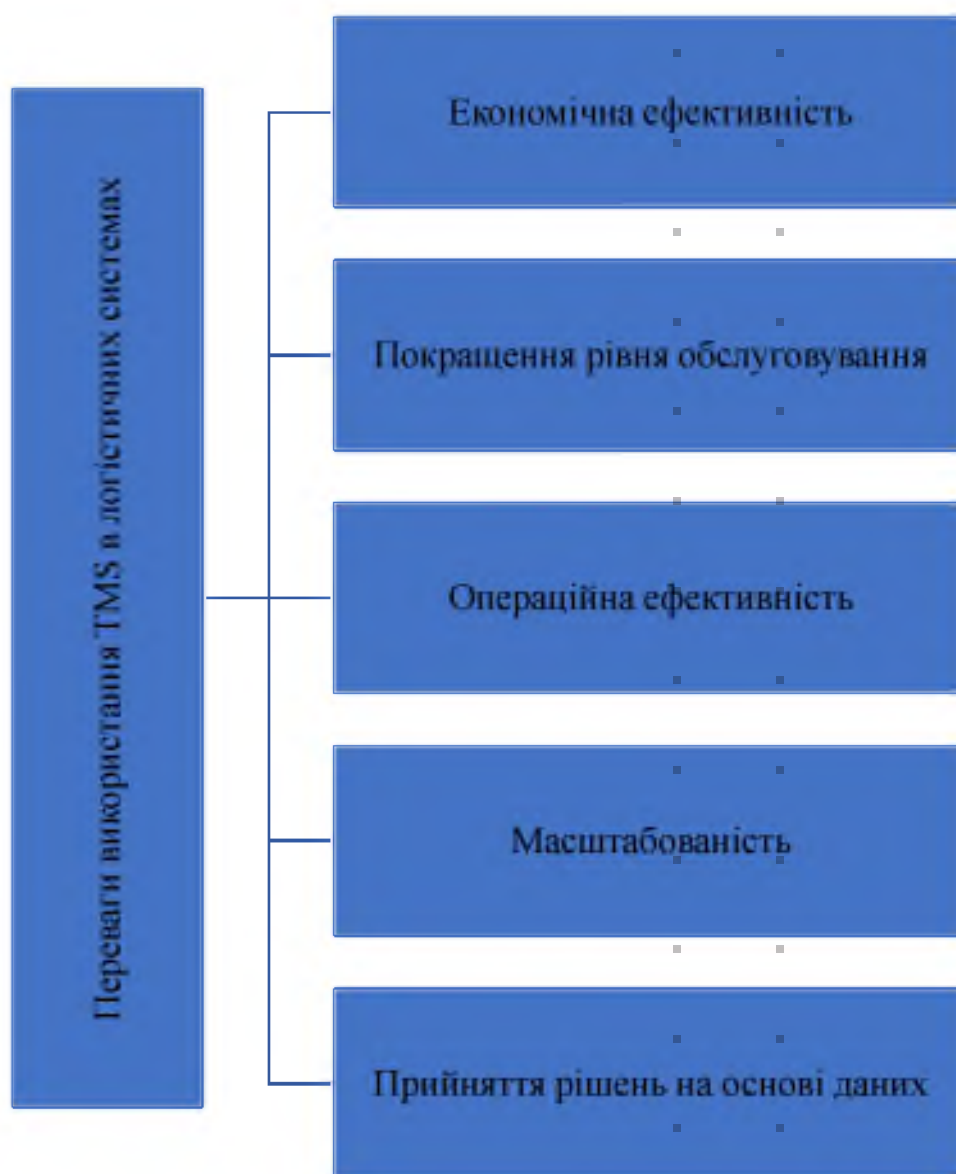 Переваги використання TMS в логістичних системах
Економічна ефективність
Покращення рівня обслуговування
Операційна ефективність
Масштабованість
Прийняття рішень на основі даних